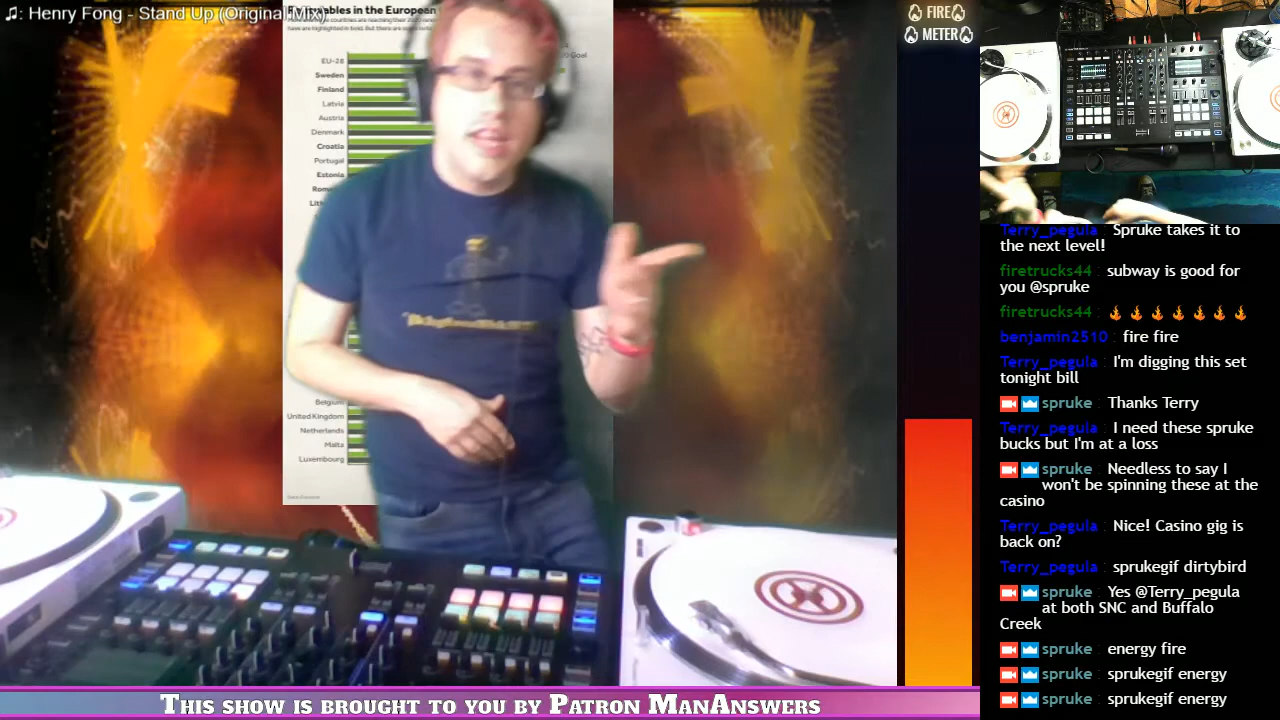 ♫: Henry Fong - Stand Up (Original Mix)
in the European
EU-28
Sweden
Finland
Latvia
Austria
Denmark
Croatia
Portugal
Estonia
Belgium
United Kingdom
Netherlands
Malta
Luxembourg
Goal
🔥 FIRE🔥
🔥 METER🔥
Terry_pegula : Spruke takes it to
the next level!
firetrucks44 : subway is good for
you @spruke
firetrucks44 : 🔥 🔥 🔥 🔥 🔥 🔥 🔥
benjamin2510 : fire fire
Terry_pegula : I'm digging this set
tonight bill
spruke : Thanks Terry
Terry_pegula : I need these spruke
bucks but I'm at a loss
spruke : Needless to say I
won't be spinning these at the
casino
Terry_pegula : Nice! Casino gig is
back on?
Terry_pegula : sprukegif dirtybird
spruke : Yes @Terry_pegula
at both SNC and Buffalo
Creek
spruke : energy fire
spruke : sprukegif energy
spruke : sprukegif energy
This show is brought to you by Patron ManAnswers